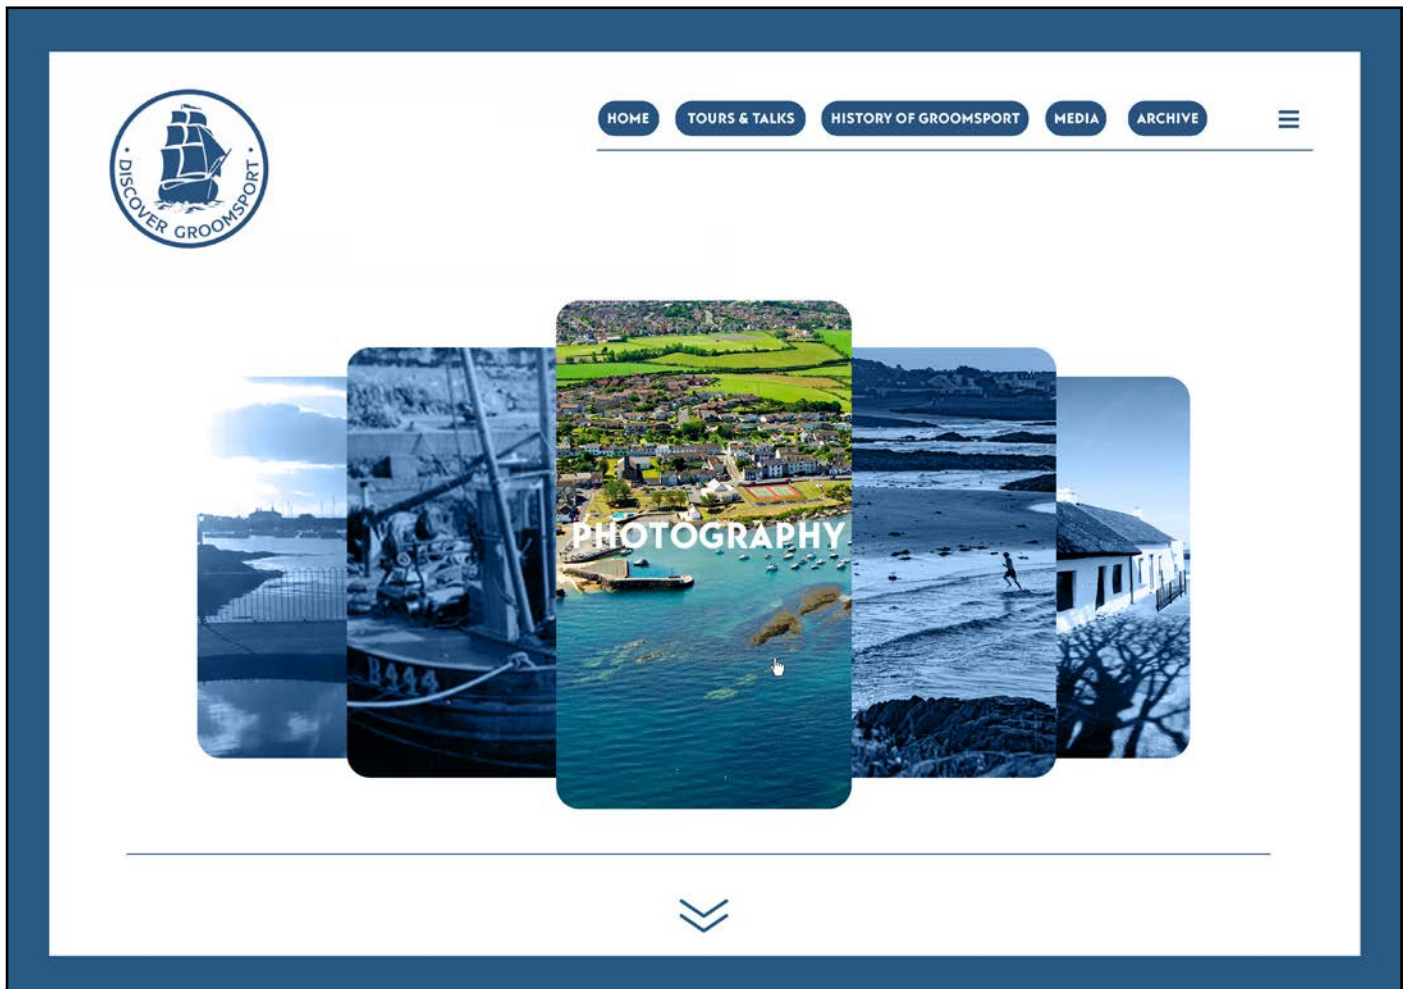 DISCOVER GROOMSPORT
HOME
TOURS & TALKS
HISTORY OF GROOMSPORT
MEDIA
ARCHIVE
PHOTOGRAPHY
B444